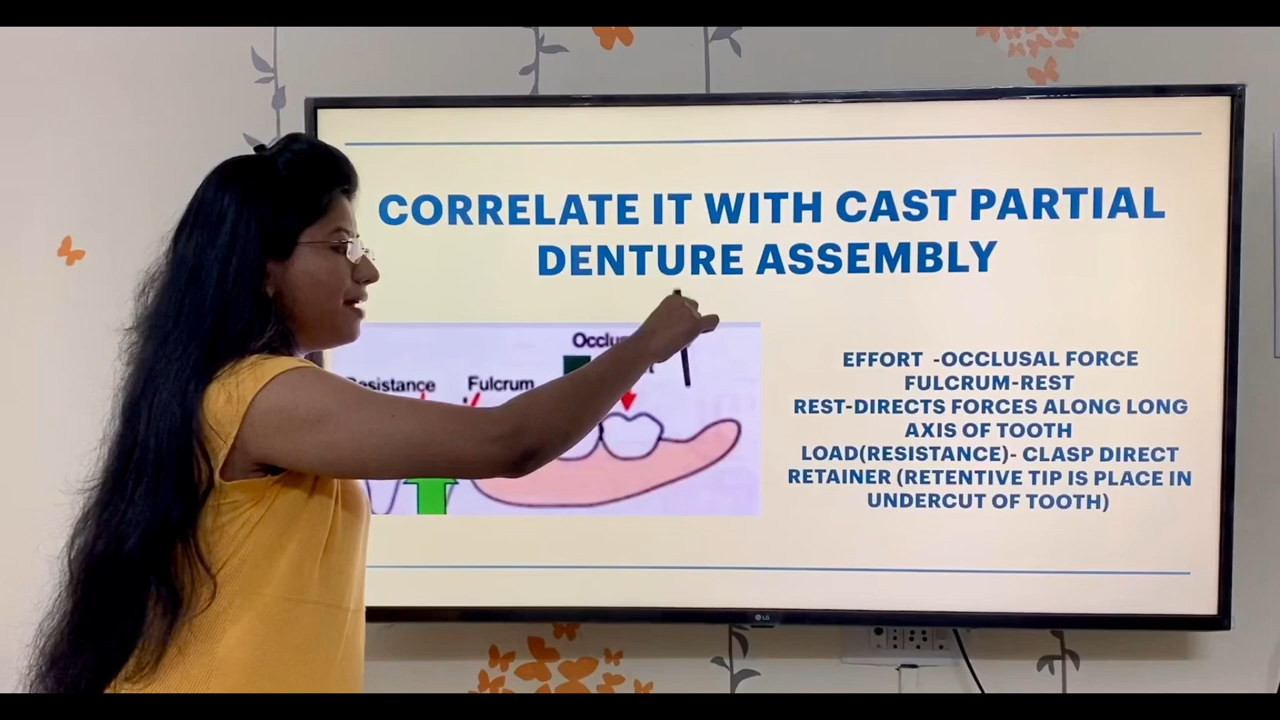 CORRELATE IT WITH CAST PARTIAL
DENTURE ASSEMBLY
Fulcrum
EFFORT -OCCLUSAL FORCE
FULCRUM-REST
REST-DIRECTS FORCES ALONG LONG
AXIS OF TOOTH
LOAD(RESISTANCE)- CLASP DIRECT
RETAINER (RETENTIVE TIP IS PLACE IN
UNDERCUT OF TOOTH)
LG